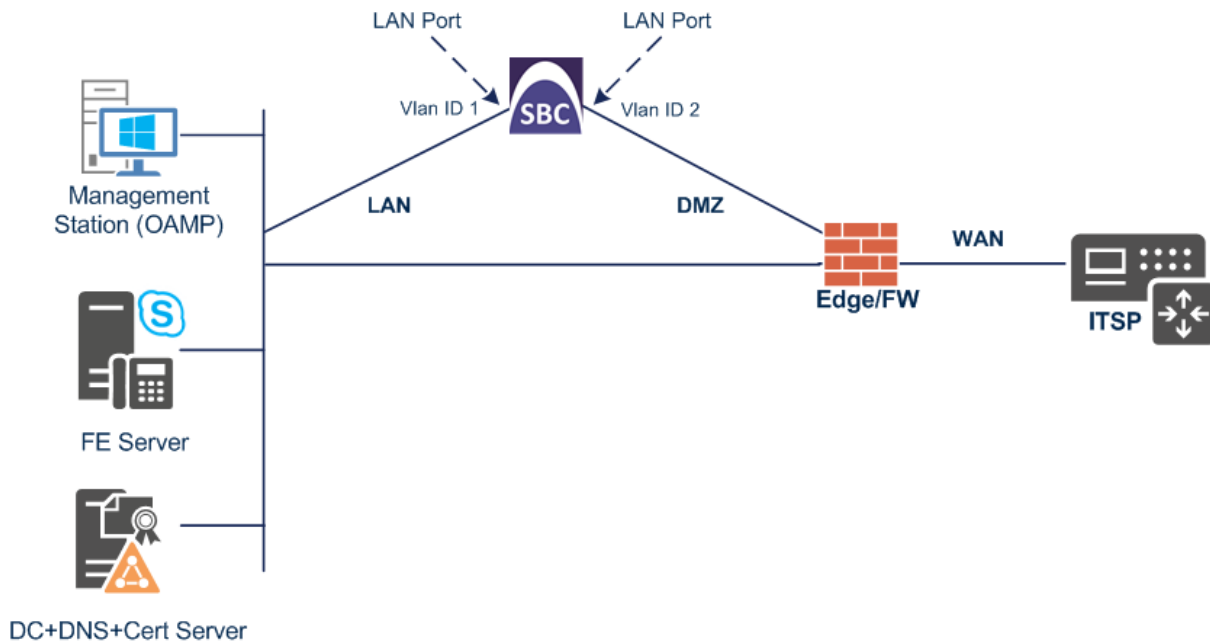 LAN Port
LAN Port
SBC
Vlan ID 1
Vlan ID 2
Management
Station (OAMP)
LAN
DMZ
WAN
Edge/FW
ITSP
S
FE Server
DC+DNS+Cert Server